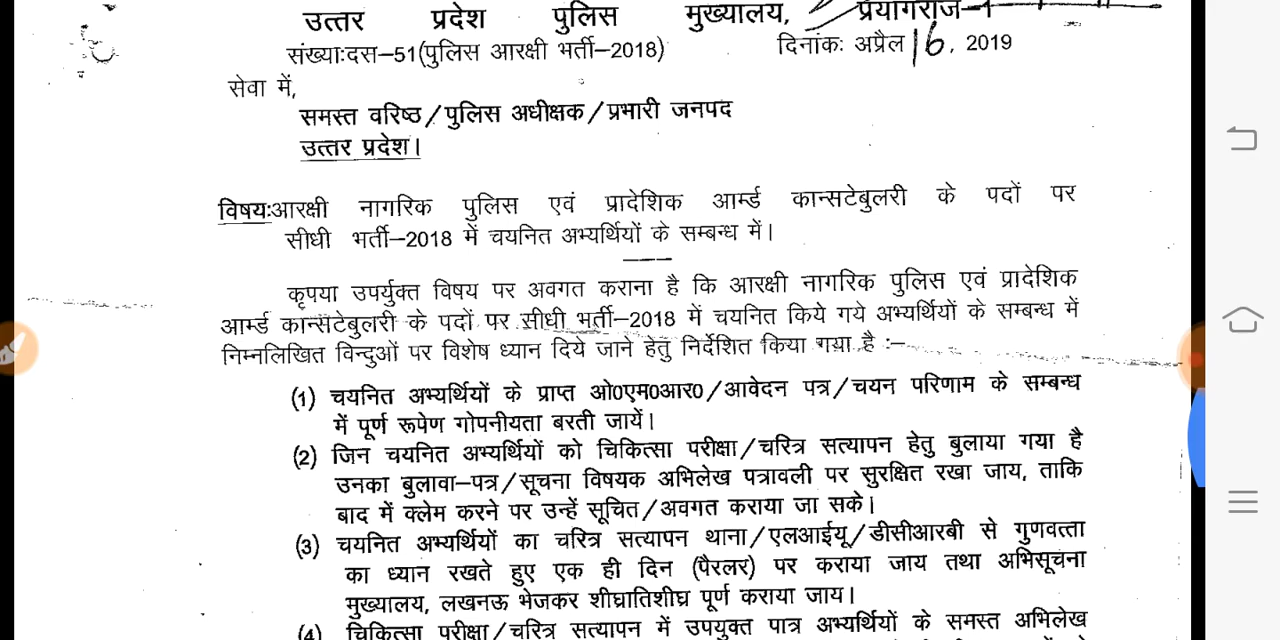 उत्तर प्रदेश पुलिस मुख्यालय, प्रयागराज-1
संख्याःदस-51(पुलिस आरक्षी भर्ती-2018) दिनांकः अप्रैल 16, 2019
सेवा में,
समस्त वरिष्ठ/पुलिस अधीक्षक/प्रभारी जनपद
उत्तर प्रदेश।
विषयःआरक्षी नागरिक पुलिस एवं प्रादेशिक आर्म्ड कान्सटेबुलरी के पदों पर
सीधी भर्ती-2018 में चयनित अभ्यर्थियों के सम्बन्ध में।
कृपया उपर्युक्त विषय पर अवगत कराना है कि आरक्षी नागरिक पुलिस एवं प्रादेशिक
आर्म्ड कान्सटेबुलरी के पदों पर सीधी भर्ती-2018 में चयनित किये गये अभ्यर्थियों के सम्बन्ध में
निम्नलिखित विन्दुओं पर विशेष ध्यान दिये जाने हेतु निर्देशित किया गया है :-
(1) चयनित अभ्यर्थियों के प्राप्त ओ0एम0आर0/आवेदन पत्र/चयन परिणाम के सम्बन्ध
में पूर्ण रूपेण गोपनीयता बरती जायें।
(2) जिन चयनित अभ्यर्थियों को चिकित्सा परीक्षा/चरित्र सत्यापन हेतु बुलाया गया है
उनका बुलावा-पत्र/सूचना विषयक अभिलेख पत्रावली पर सुरक्षित रखा जाय, ताकि
बाद में क्लेम करने पर उन्हें सूचित/अवगत कराया जा सके।
(3) चयनित अभ्यर्थियों का चरित्र सत्यापन थाना/एलआईयू/डीसीआरबी से गुणवत्ता
का ध्यान रखते हुए एक ही दिन (पैरलर) पर कराया जाय तथा अभिसूचना
मुख्यालय, लखनऊ भेजकर शीघ्रातिशीघ्र पूर्ण कराया जाय।
(4) चिकित्सा परीक्षा/चरित्र सत्यापन में उपयुक्त पात्र अभ्यर्थियों के समस्त अभिलेख